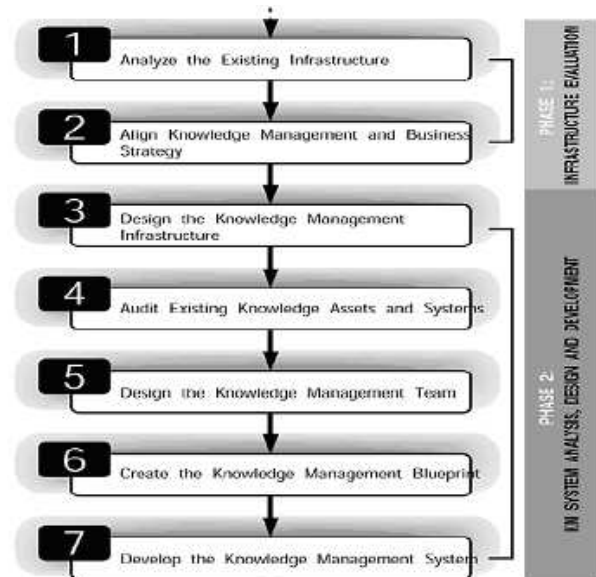 1
Analyze the Existing Infrastructure
2
Align Knowledge Management and Business
Strategy
3
Design the Knowledge Management
Infrastructure
4
Audit Existing Knowledge Assets and Systems
5
Design the Knowledge Management Team
6
Create the Knowledge Management Blueprint
7
Develop the Knowledge Management System
PHASE 1:
INFRASTRUCTURE EVALUATION
PHASE 2:
KM SYSTEM ANALYSIS, DESIGN AND DEVELOPMENT